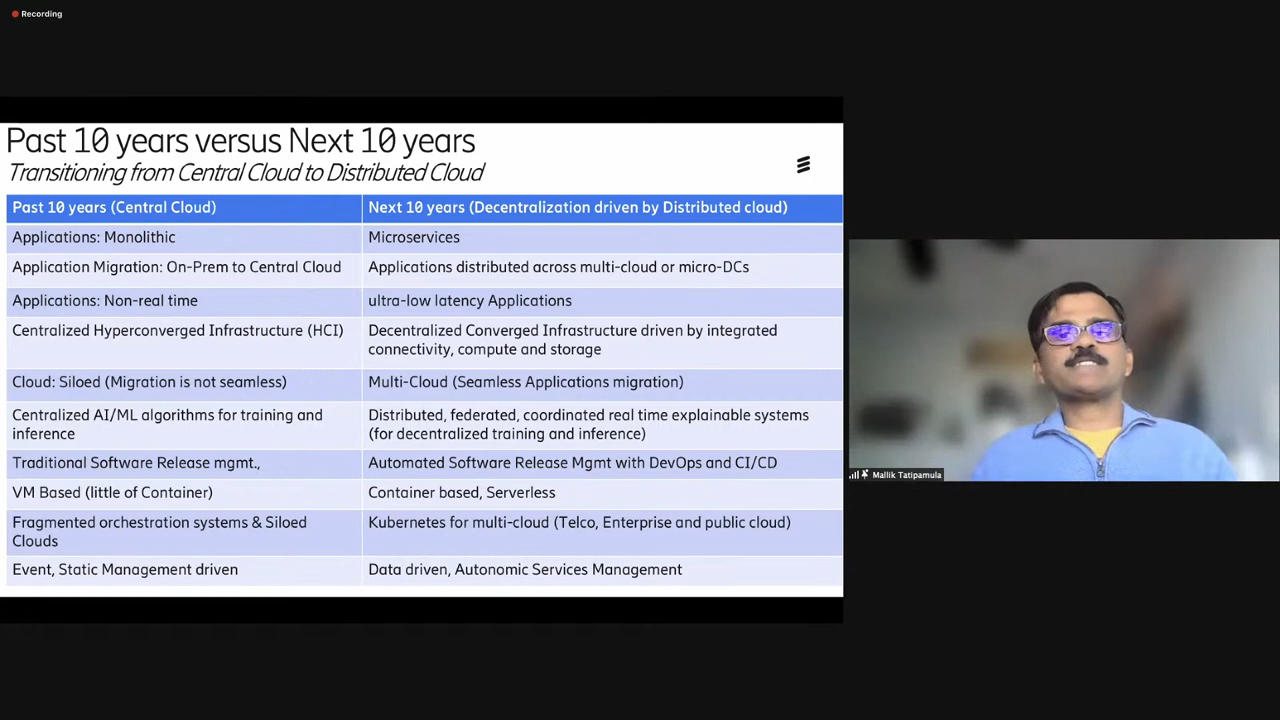 Recording
Past 10 years versus Next 10 years
Transitioning from Central Cloud to Distributed Cloud
Past 10 years (Central Cloud)
Next 10 years (Decentralization driven by Distributed cloud)
Applications: Monolithic
Microservices
Application Migration: On-Prem to Central Cloud
Applications distributed across multi-cloud or micro-DCs
Applications: Non-real time
ultra-low latency Applications
Centralized Hyperconverged Infrastructure (HCI)
Decentralized Converged Infrastructure driven by integrated
connectivity, compute and storage
Cloud: Siloed (Migration is not seamless)
Multi-Cloud (Seamless Applications migration)
Centralized AI/ML algorithms for training and
inference
Distributed, federated, coordinated real time explainable systems
(for decentralized training and inference)
Traditional Software Release mgmt.,
Automated Software Release Mgmt with DevOps and CI/CD
VM Based (little of Container)
Container based, Serverless
Fragmented orchestration systems & Siloed
Clouds
Kubernetes for multi-cloud (Telco, Enterprise and public cloud)
Event, Static Management driven
Data driven, Autonomic Services Management
Mallik Tatipamula